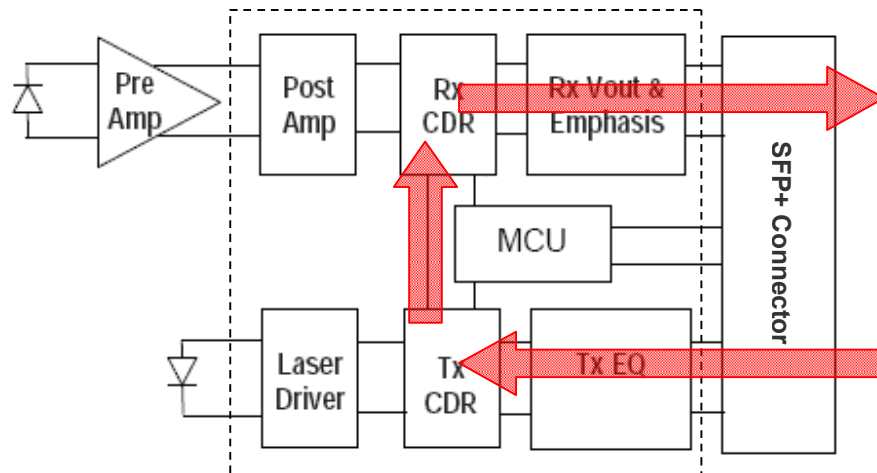 Pre
Amp
Post
Amp
Rx
CDR
Rx Vout &
Emphasis
SFP+ Connector
MCU
Laser
Driver
Tx
CDR
Tx EQ